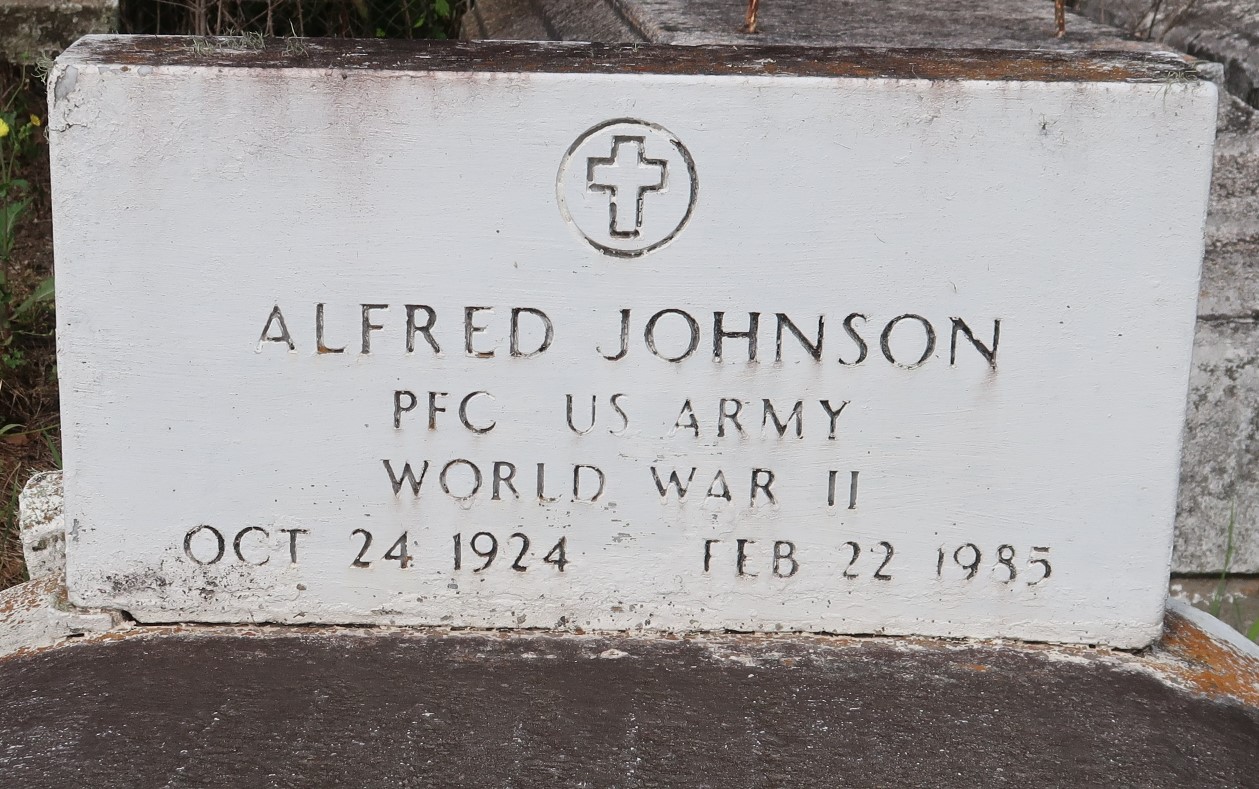 ALFRED JOHNSON
PFC US ARMY
WORLD WAR II
OCT 24 1924 FEB 22 1985